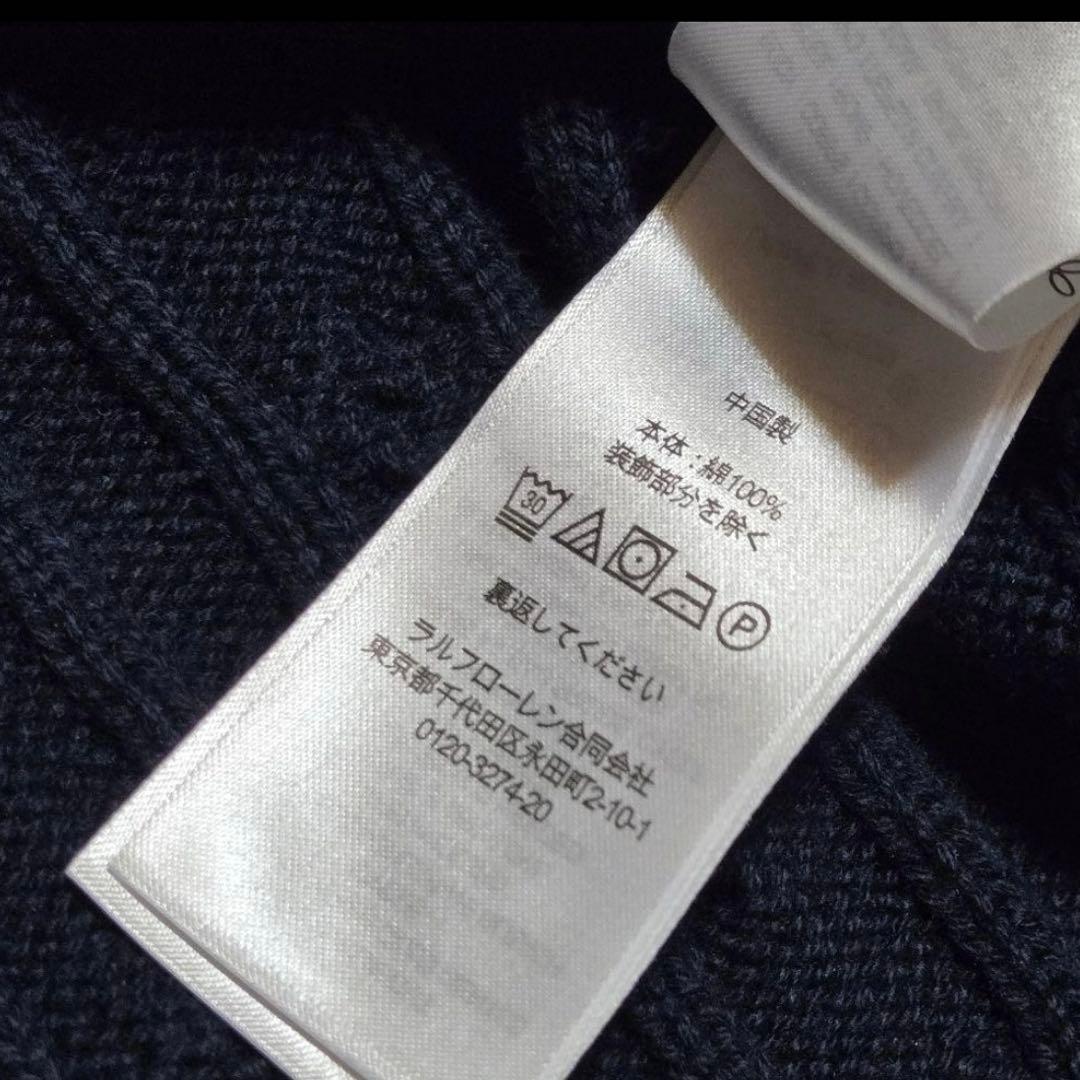 中国製
本体:綿100%
装飾部分を除く
30
P
裏返してください
ラルフローレン合同会社
東京都千代田区永田町2-10-1
0120-3274-20